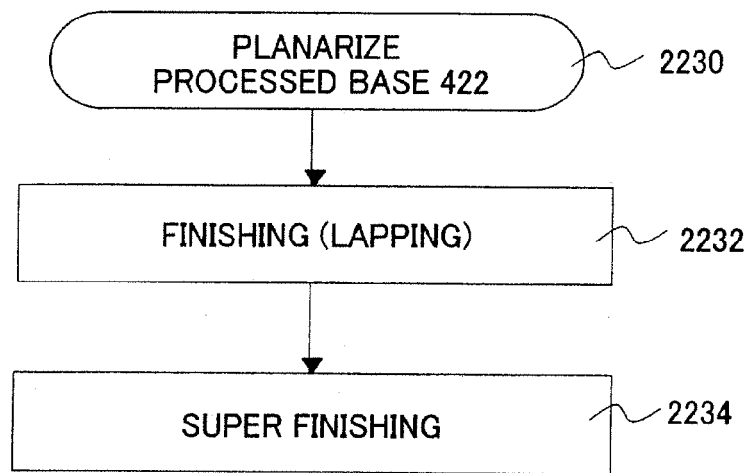 PLANARIZE
PROCESSED BASE 422
2230
FINISHING (LAPPING)
2232
SUPER FINISHING
2234